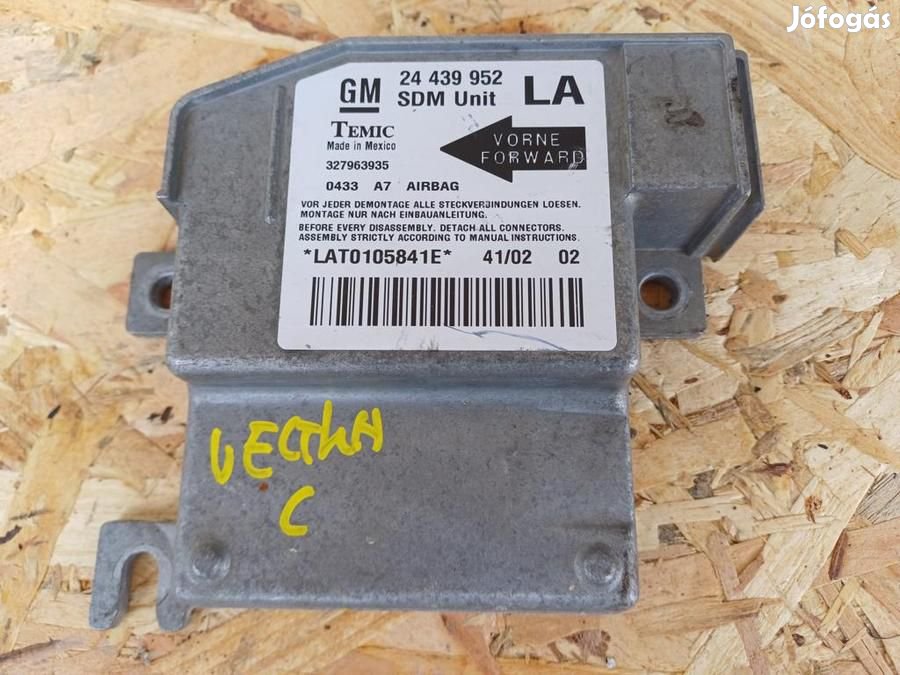 Jófogás
GM
24 439 952
SDM Unit
LA
TEMIC
Made in Mexico
327963935
VORNE
FORWARD
0433 A7 AIRBAG
VOR JEDER DEMONTAGE ALLE STECKVERBINDUNGEN LOESEN.
MONTAGE NUR NACH EINBAUANLEITUNG.
BEFORE EVERY DISASSEMBLY. DETACH ALL CONNECTORS.
ASSEMBLY STRICTLY ACCORDING TO MANUAL INSTRUCTIONS.
*LAT0105841E* 41/02 02
VECTRA
C